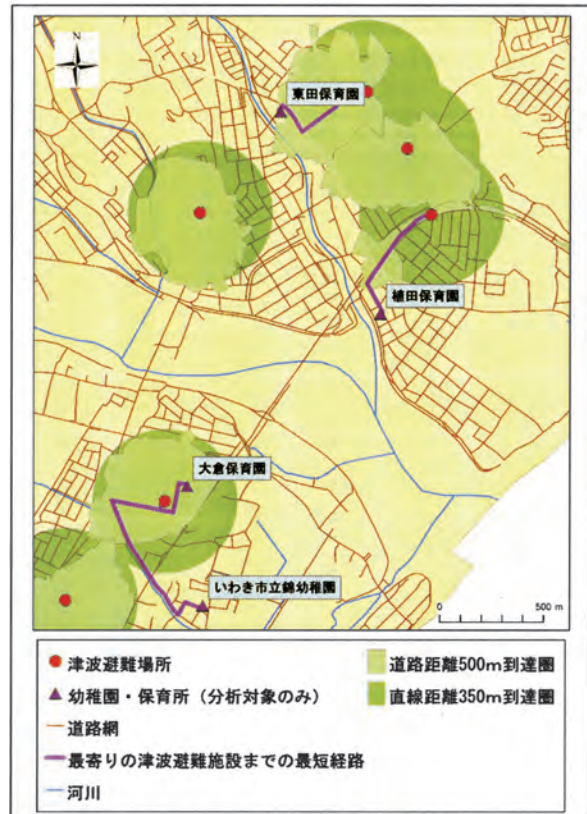 N
東田保育園
植田保育園
大倉保育園
いわき市立錦幼稚園
0 500 m
津波避難場所
幼稚園・保育所（分析対象のみ）
道路網
最寄りの津波避難施設までの最短経路
河川
道路距離500m到達圏
直線距離350m到達圏